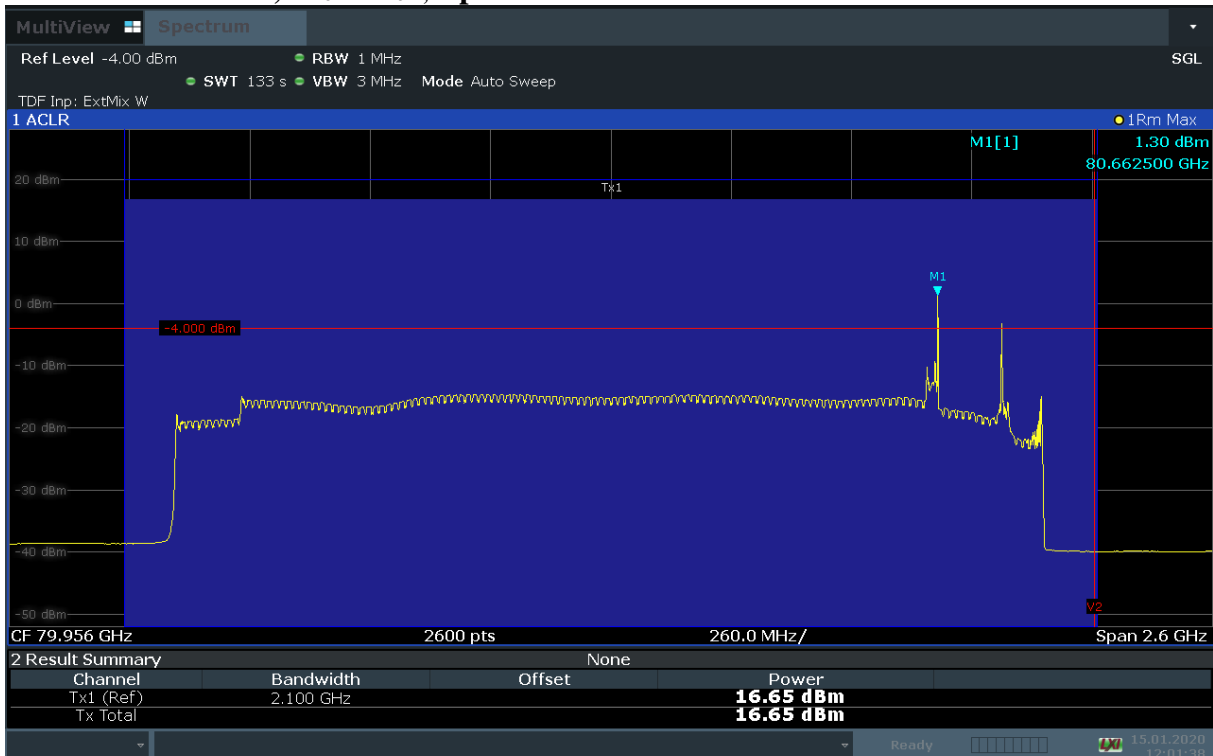 MultiView Spectrum
Ref Level -4.00 dBm RBW 1 MHz SGL
SWT 133 s VBW 3 MHz Mode Auto Sweep
TDF Inp: ExtMix W
1 ACLR 1Rm Max
M1[1] 1.30 dBm
80.662500 GHz
20 dBm
Tx1
10 dBm
M1
0 dBm
-4.000 dBm
-10 dBm
-20 dBm
-30 dBm
-40 dBm
-50 dBm
V2
CF 79.956 GHz 2600 pts 260.0 MHz/ Span 2.6 GHz
2 Result Summary None
Channel Bandwidth Offset Power
Tx1 (Ref) 2.100 GHz 16.65 dBm
Tx Total 16.65 dBm
Ready LXI 15.01.2020
12:01:38